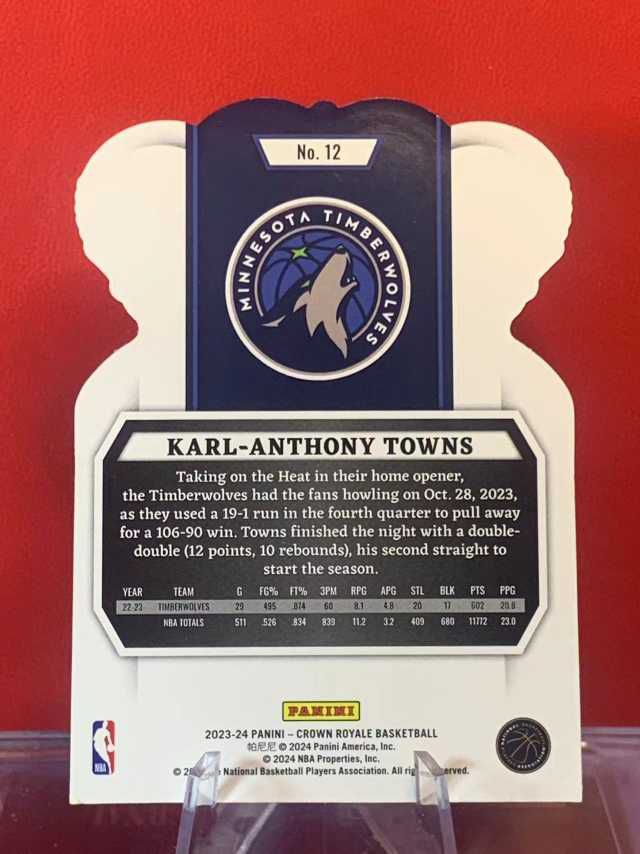 No. 12
MINNESOTA TIMBERWOLVES
KARL-ANTHONY TOWNS
Taking on the Heat in their home opener,
the Timberwolves had the fans howling on Oct. 28, 2023,
as they used a 19-1 run in the fourth quarter to pull away
for a 106-90 win. Towns finished the night with a double-
double (12 points, 10 rebounds), his second straight to
start the season.
YEAR TEAM G FG% FT% 3PM RPG APG STL BLK PTS PPG
22-23 TIMBERWOLVES 29 .495 .874 60 8.1 4.8 20 17 602 20.8
NBA TOTALS 511 .526 .834 839 11.2 3.2 409 680 11772 23.0
PANINI
2023-24 PANINI – CROWN ROYALE BASKETBALL
帕尼尼 © 2024 Panini America, Inc.
© 2024 NBA Properties, Inc.
National Basketball Players Association. All
NBA